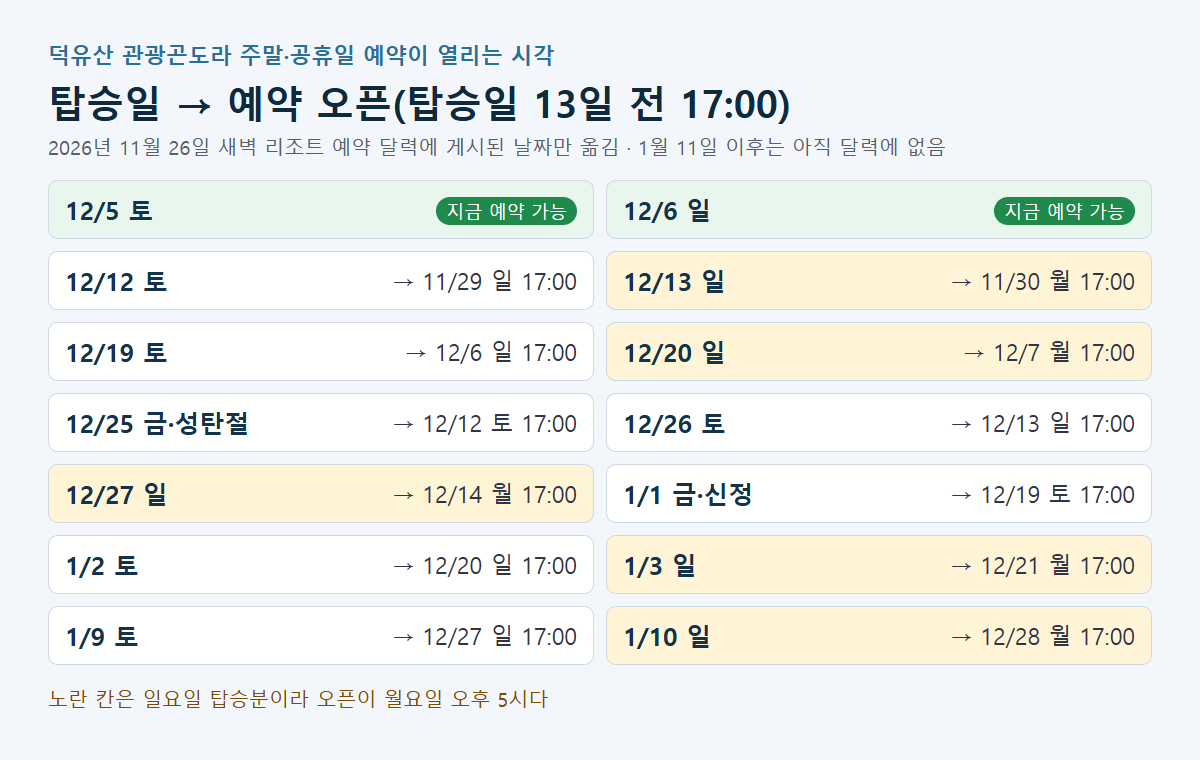 덕유산 관광곤도라 주말·공휴일 예약이 열리는 시각
탑승일 → 예약 오픈(탑승일 13일 전 17:00)
2026년 11월 26일 새벽 리조트 예약 달력에 게시된 날짜만 옮김 · 1월 11일 이후는 아직 달력에 없음
12/5 토 지금 예약 가능
12/6 일 지금 예약 가능
12/12 토 → 11/29 일 17:00
12/13 일 → 11/30 월 17:00
12/19 토 → 12/6 일 17:00
12/20 일 → 12/7 월 17:00
12/25 금·성탄절 → 12/12 토 17:00
12/26 토 → 12/13 일 17:00
12/27 일 → 12/14 월 17:00
1/1 금·신정 → 12/19 토 17:00
1/2 토 → 12/20 일 17:00
1/3 일 → 12/21 월 17:00
1/9 토 → 12/27 일 17:00
1/10 일 → 12/28 월 17:00
노란 칸은 일요일 탑승분이라 오픈이 월요일 오후 5시다